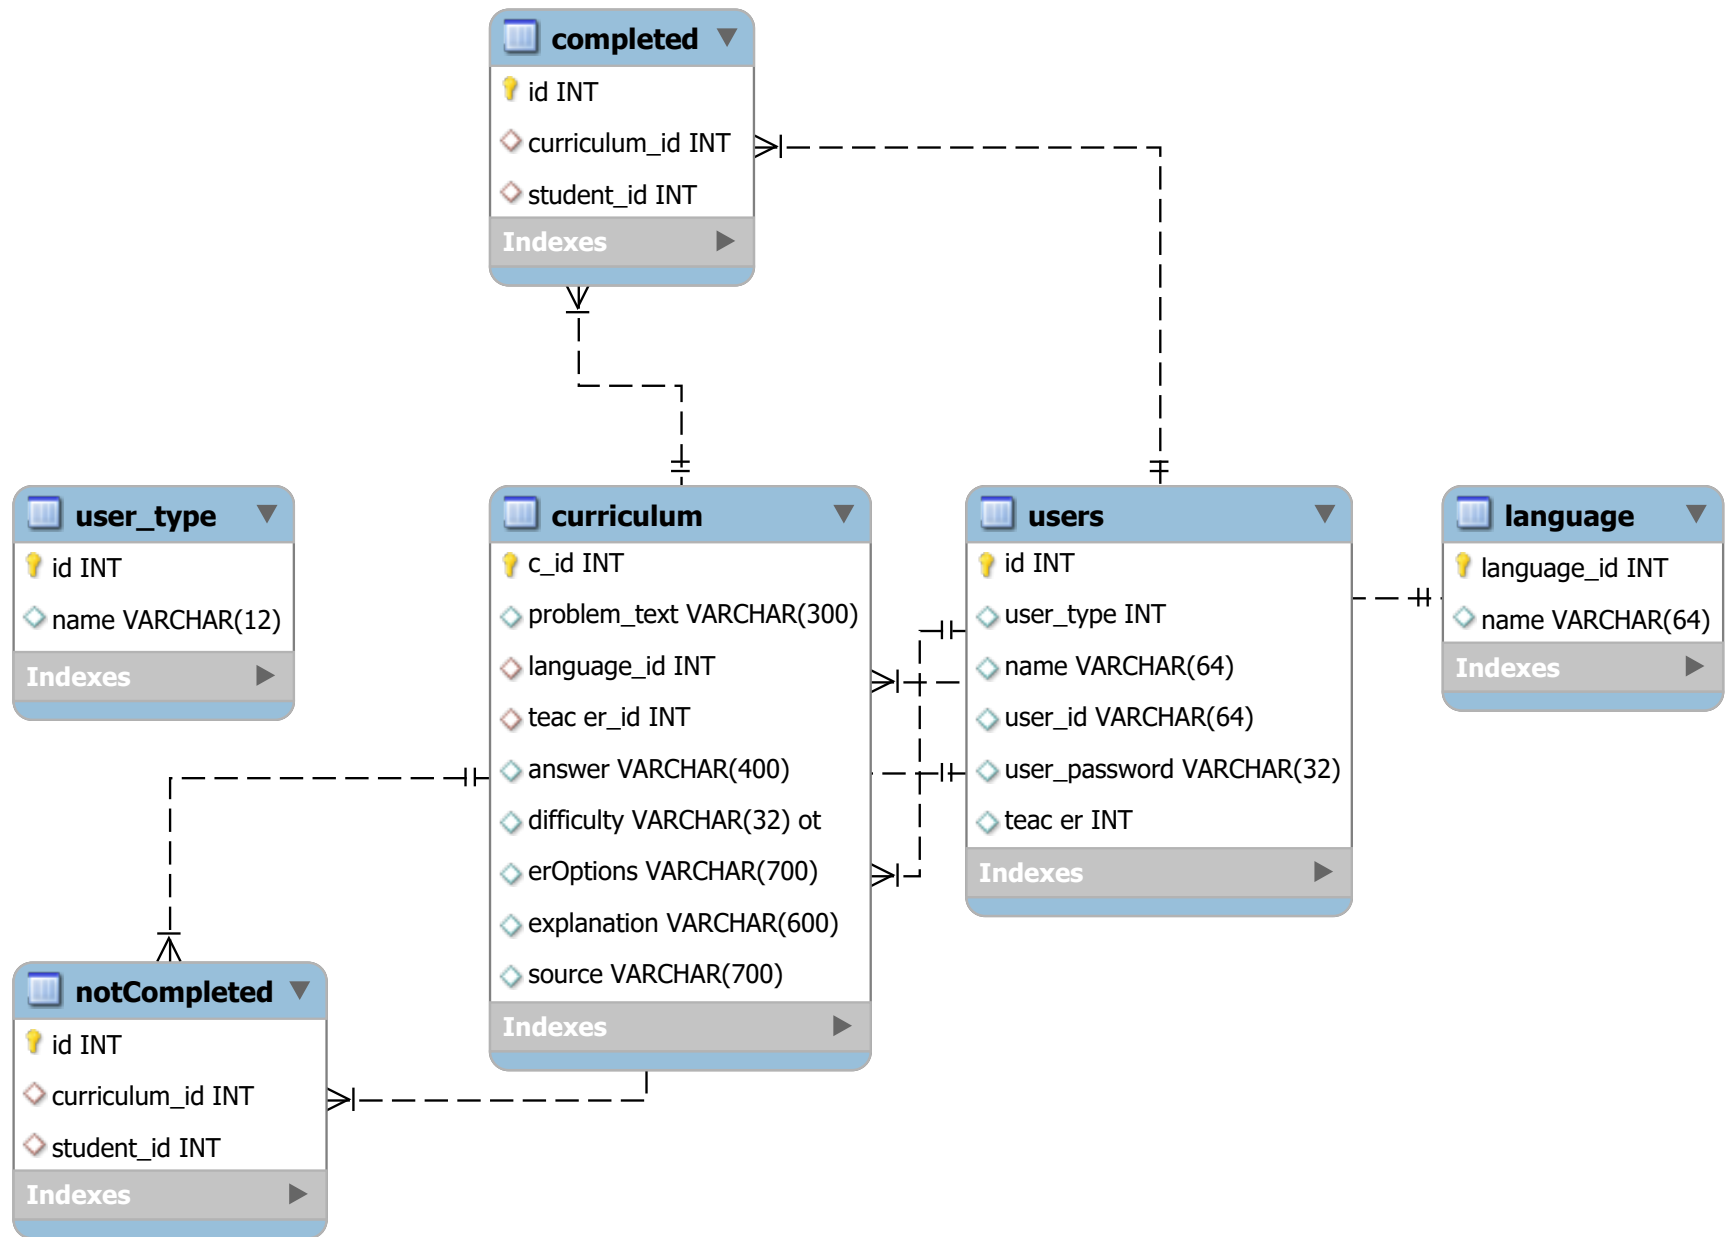 completed
id INT
curriculum_id INT
student_id INT
Indexes
user_type
id INT
name VARCHAR(12)
Indexes
curriculum
c_id INT
problem_text VARCHAR(300)
language_id INT
teac er_id INT
answer VARCHAR(400)
difficulty VARCHAR(32) ot
erOptions VARCHAR(700)
explanation VARCHAR(600)
source VARCHAR(700)
Indexes
users
id INT
user_type INT
name VARCHAR(64)
user_id VARCHAR(64)
user_password VARCHAR(32)
teac er INT
Indexes
language
language_id INT
name VARCHAR(64)
Indexes
notCompleted
id INT
curriculum_id INT
student_id INT
Indexes